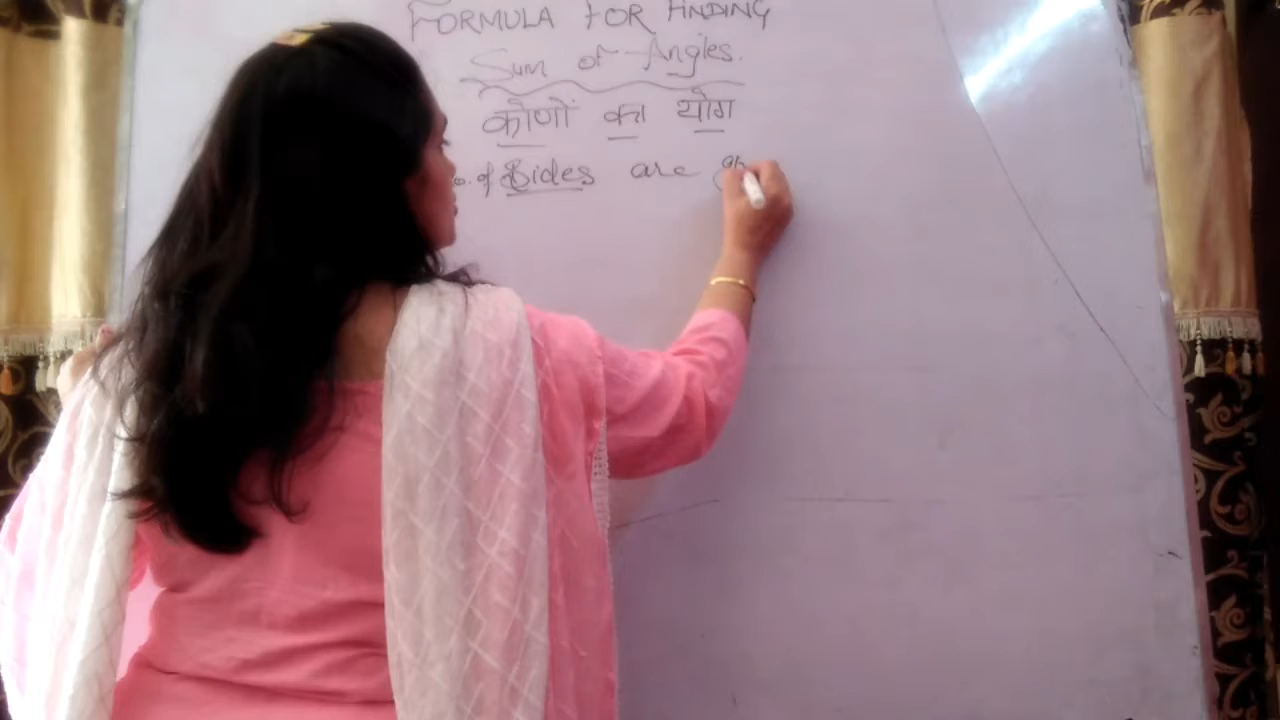 FORMULA FOR FINDING
Sum of Angles.
कोणों का योग
o. of Sides are